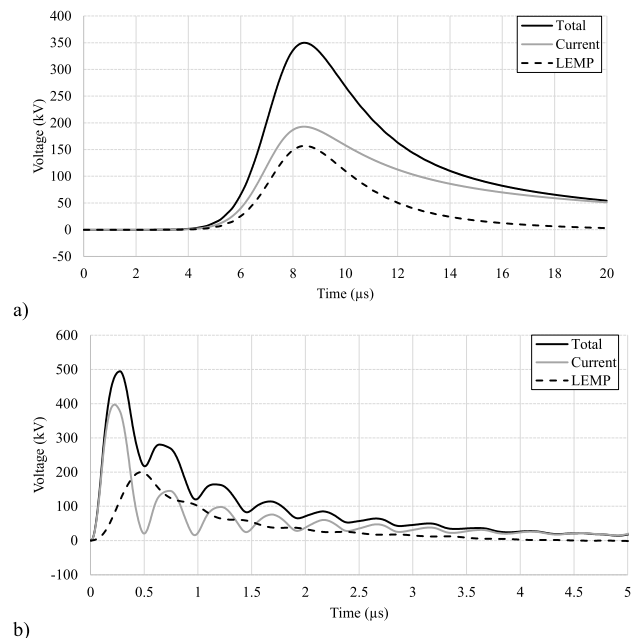 400
350
300
250
200
150
100
50
0
-50
Voltage (kV)
Total
Current
LEMP
0 2 4 6 8 10 12 14 16 18 20
Time (µs)
a)
600
500
400
300
200
100
0
-100
Voltage (kV)
Total
Current
LEMP
0 0.5 1 1.5 2 2.5 3 3.5 4 4.5 5
Time (µs)
b)